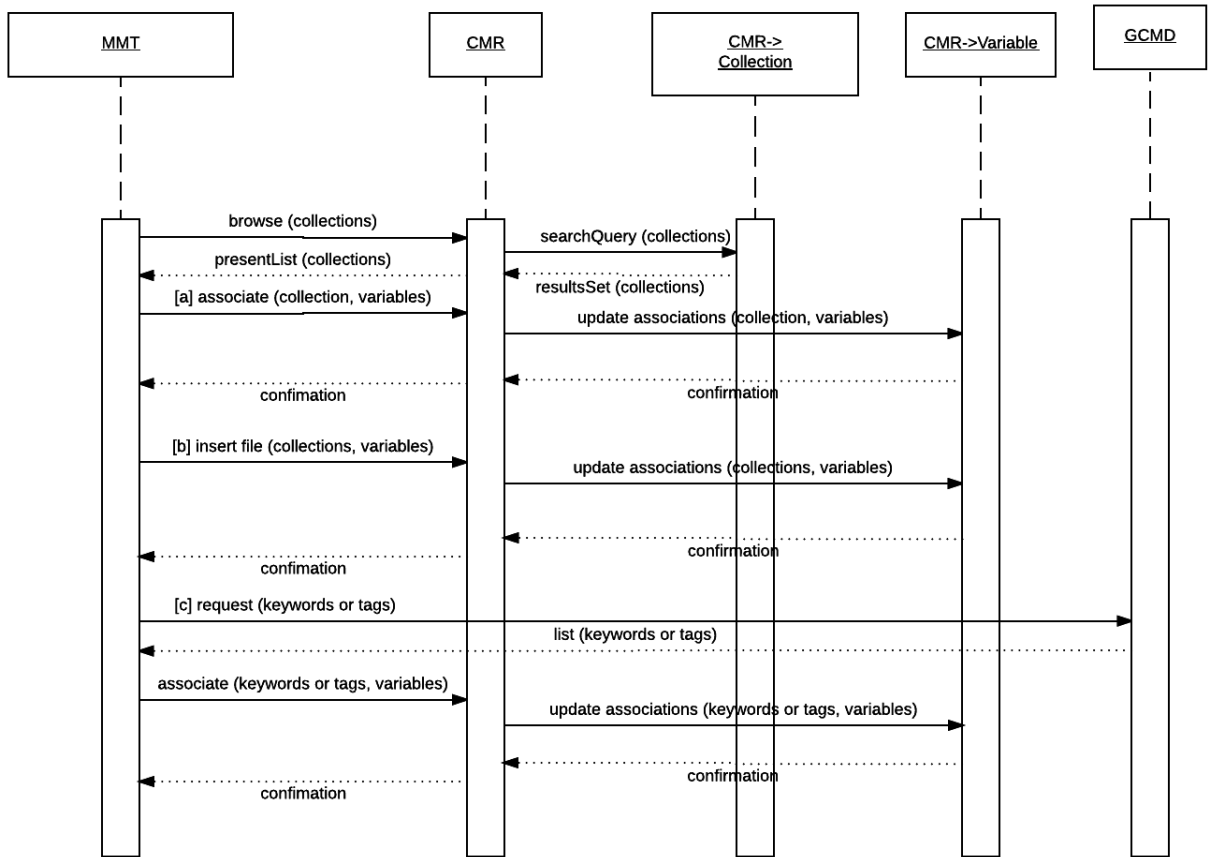 MMT
CMR
CMR->
Collection
CMR->Variable
GCMD
browse (collections)
searchQuery (collections)
presentList (collections)
resultsSet (collections)
[a] associate (collection, variables)
update associations (collection, variables)
confimation
confirmation
[b] insert file (collections, variables)
update associations (collections, variables)
confirmation
confimation
[c] request (keywords or tags)
list (keywords or tags)
associate (keywords or tags, variables)
update associations (keywords or tags, variables)
confirmation
confimation